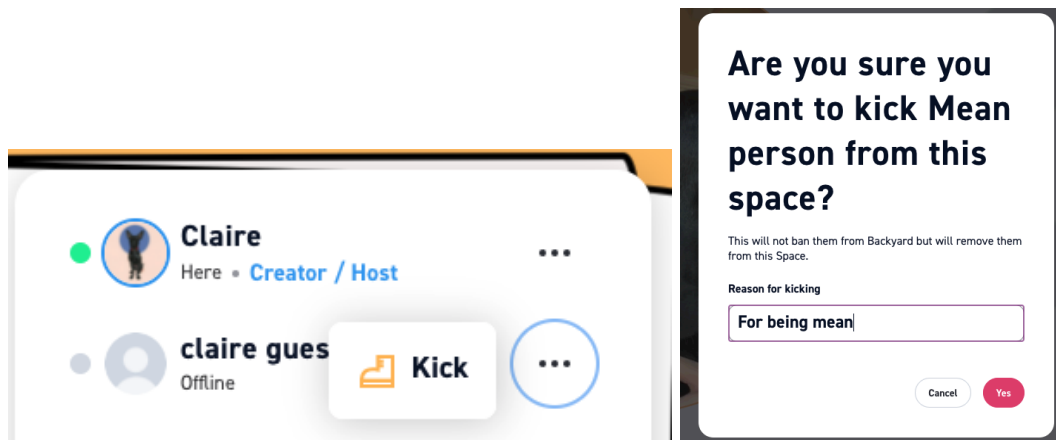 Claire
Here • Creator / Host
claire gues
Offline
Kick
Are you sure you
want to kick Mean
person from this
space?
This will not ban them from Backyard but will remove them
from this Space.
Reason for kicking
For being mean
Cancel
Yes